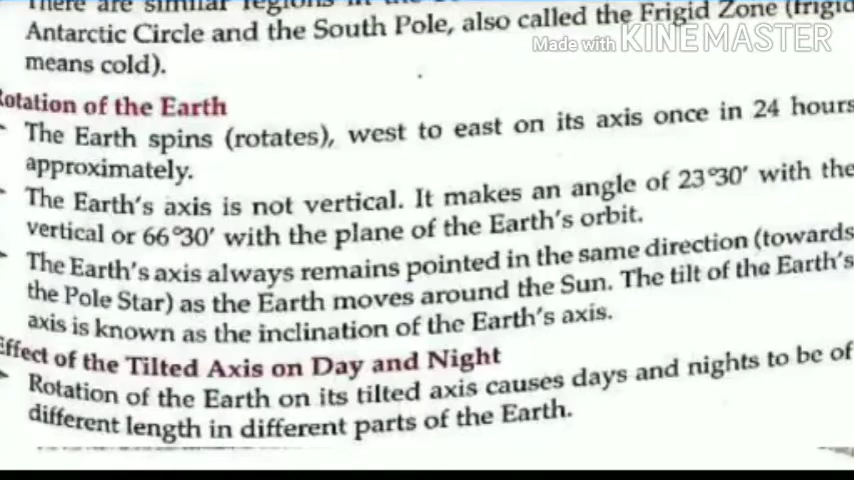 There are similar regions in the
Antarctic Circle and the South Pole, also called the Frigid Zone (frigid
means cold).
Made with KINEMASTER
Rotation of the Earth
The Earth spins (rotates), west to east on its axis once in 24 hours
approximately.
The Earth's axis is not vertical. It makes an angle of 23°30′ with the
vertical or 66°30′ with the plane of the Earth's orbit.
The Earth's axis always remains pointed in the same direction (towards
the Pole Star) as the Earth moves around the Sun. The tilt of the Earth's
axis is known as the inclination of the Earth's axis.
Effect of the Tilted Axis on Day and Night
Rotation of the Earth on its tilted axis causes days and nights to be of
different length in different parts of the Earth.